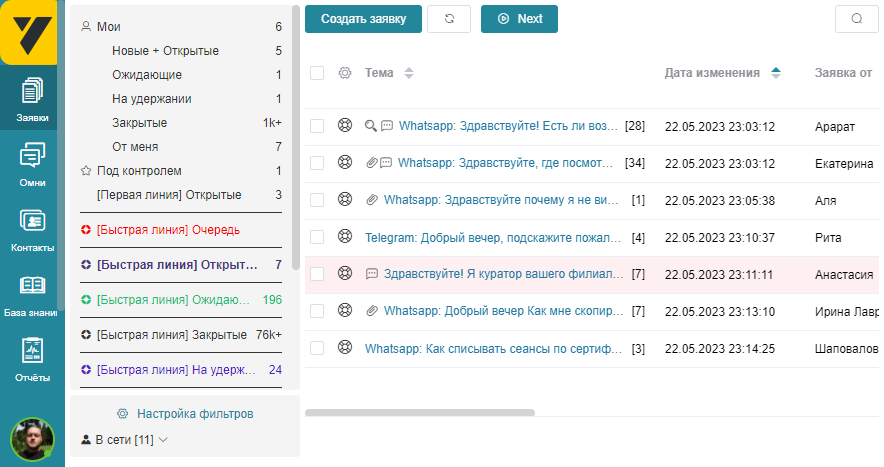 Заявки
Омни
Контакты
База знани
Отчёты
Мои 6
Новые + Открытые 5
Ожидающие 1
На удержании 1
Закрытые 1k+
От меня 7
Под контролем 1
[Первая линия] Открытые 3
[Быстрая линия] Очередь
[Быстрая линия] Открыт... 7
[Быстрая линия] Ожидаю... 196
[Быстрая линия] Закрытые 76k+
[Быстрая линия] На удерж... 24
Настройка фильтров
В сети [11]
Создать заявку Next
Тема Дата изменения Заявка от
Whatsapp: Здравствуйте! Есть ли воз... [28] 22.05.2023 23:03:12 Арарат
Whatsapp: Здравствуйте, где посмот... [34] 22.05.2023 23:03:12 Екатерина
Whatsapp: Здравствуйте почему я не ви... [1] 22.05.2023 23:05:38 Аля
Telegram: Добрый вечер, подскажите пожал... [4] 22.05.2023 23:10:37 Рита
Здравствуйте! Я куратор вашего филиал... [7] 22.05.2023 23:11:11 Анастасия
Whatsapp: Добрый вечер Как мне скопир... [7] 22.05.2023 23:13:10 Ирина Лавр
Whatsapp: Как списывать сеансы по сертиф... [3] 22.05.2023 23:14:25 Шаповалов